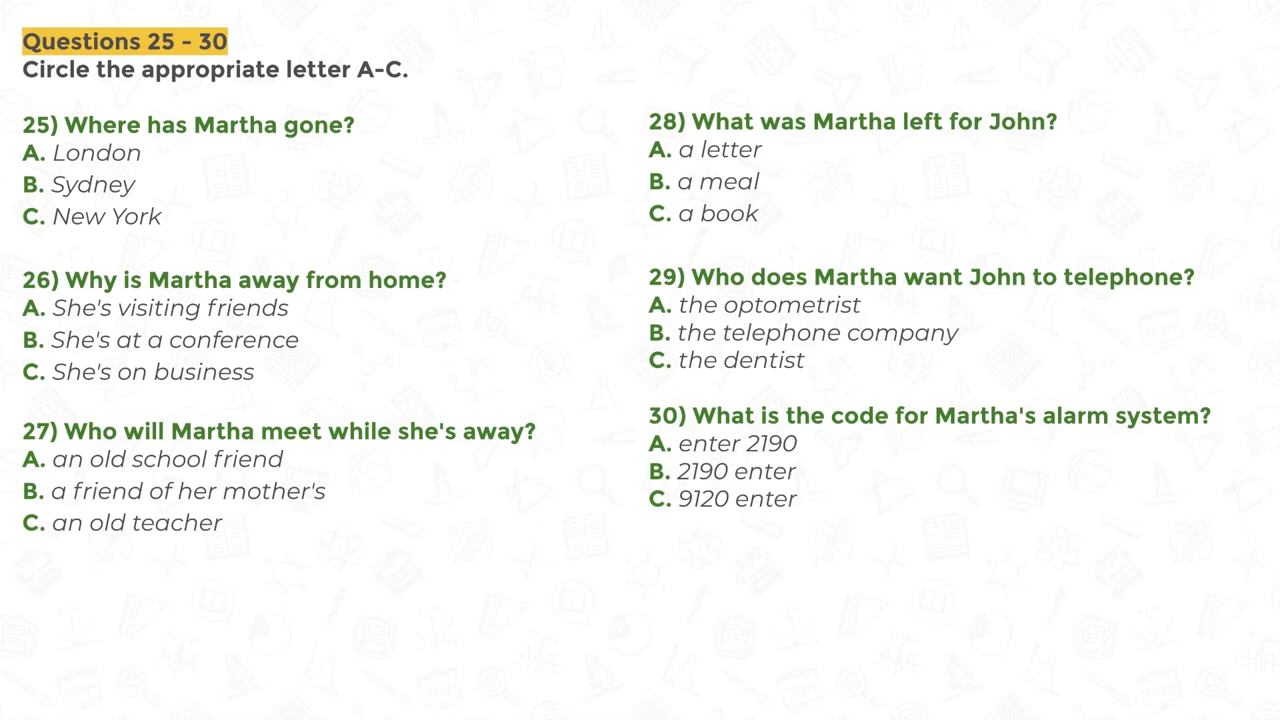 Questions 25 - 30
Circle the appropriate letter A-C.
25) Where has Martha gone?
A. London
B. Sydney
C. New York
26) Why is Martha away from home?
A. She's visiting friends
B. She's at a conference
C. She's on business
27) Who will Martha meet while she's away?
A. an old school friend
B. a friend of her mother's
C. an old teacher
28) What was Martha left for John?
A. a letter
B. a meal
C. a book
29) Who does Martha want John to telephone?
A. the optometrist
B. the telephone company
C. the dentist
30) What is the code for Martha's alarm system?
A. enter 2190
B. 2190 enter
C. 9120 enter